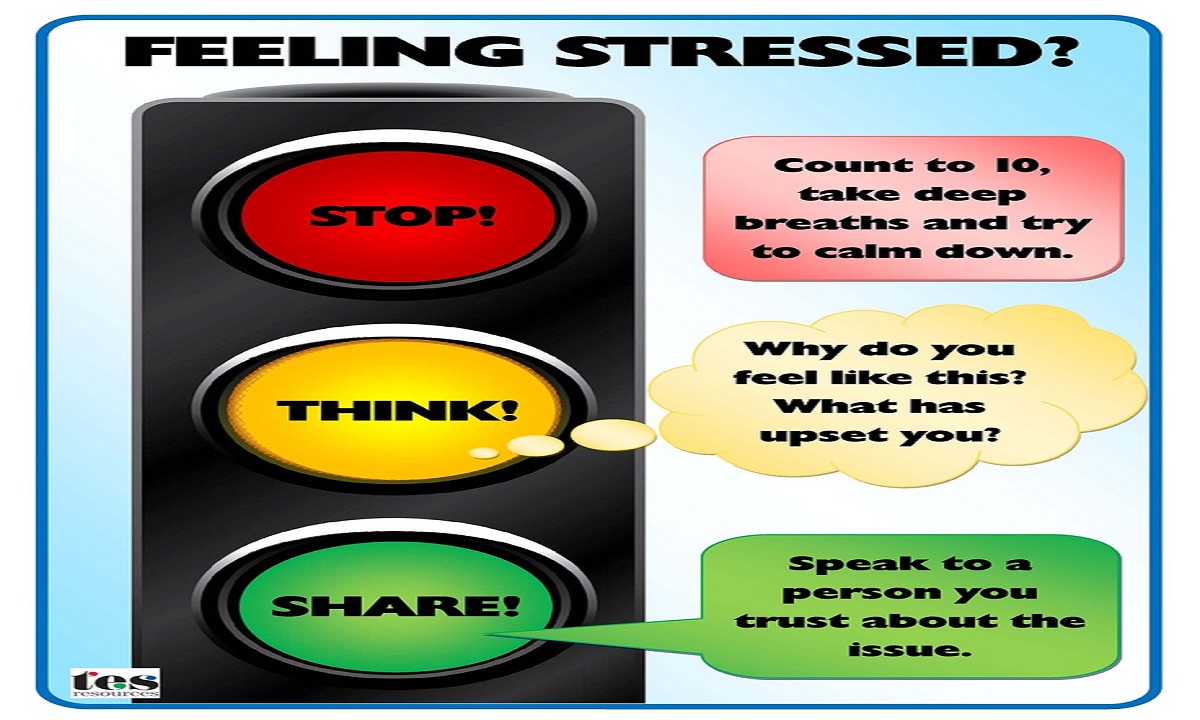 FEELING STRESSED?
STOP!
Count to 10,
take deep
breaths and try
to calm down.
THINK!
Why do you
feel like this?
What has
upset you?
SHARE!
Speak to a
person you
trust about the
issue.
tes
resources